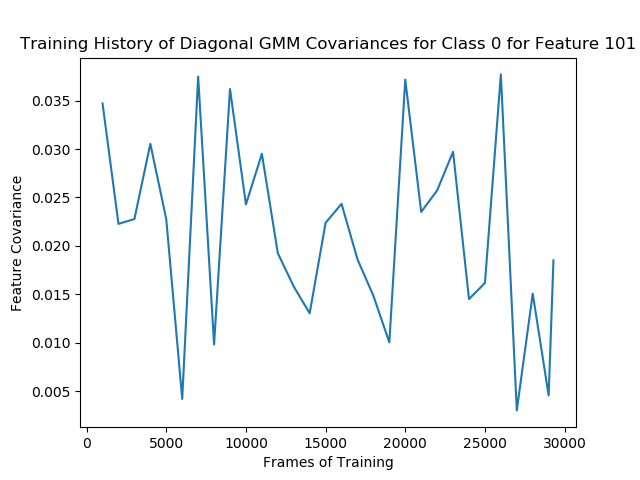 Training History of Diagonal GMM Covariances for Class 0 for Feature 101
0.035
0.030
0.025
0.020
0.015
0.010
0.005
Feature Covariance
0 5000 10000 15000 20000 25000 30000
Frames of Training